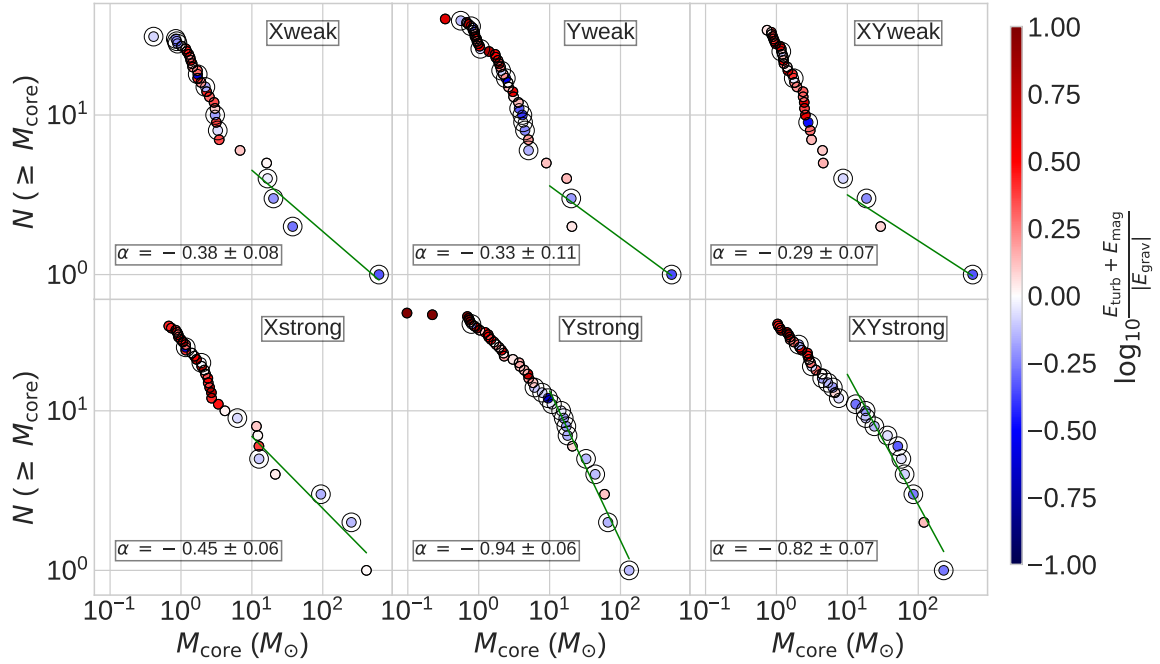 Xweak
Yweak
XYweak
N (≥ M_core)
10^1
10^0
α = − 0.38 ± 0.08
α = − 0.33 ± 0.11
α = − 0.29 ± 0.07
Xstrong
Ystrong
XYstrong
N (≥ M_core)
10^1
10^0
α = − 0.45 ± 0.06
α = − 0.94 ± 0.06
α = − 0.82 ± 0.07
10^−1 10^0 10^1 10^2
10^−1 10^0 10^1 10^2
10^−1 10^0 10^1 10^2
M_core (M_⊙)
M_core (M_⊙)
M_core (M_⊙)
1.00
0.75
0.50
0.25
0.00
−0.25
−0.50
−0.75
−1.00
log_10 (E_turb + E_mag) / |E_grav|